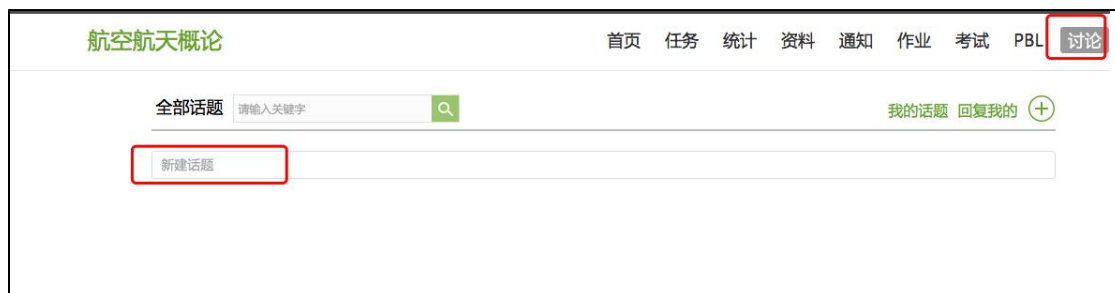 航空航天概论 首页 任务 统计 资料 通知 作业 考试 PBL 讨论
全部话题 请输入关键字 我的话题 回复我的
新建话题